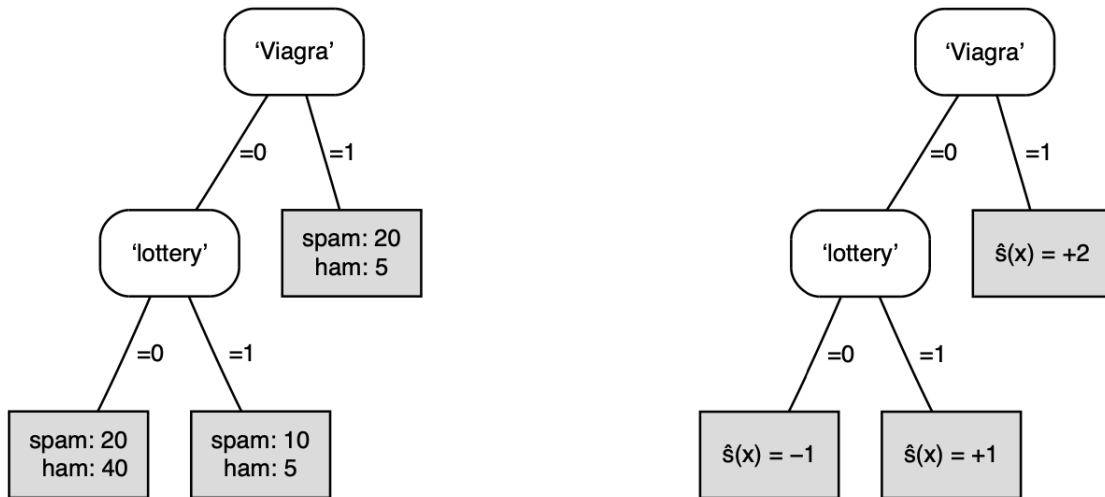 ‘Viagra’
=0
=1
‘lottery’
spam: 20
ham: 5
=0
=1
spam: 20
ham: 40
spam: 10
ham: 5
‘Viagra’
=0
=1
‘lottery’
ŝ(x) = +2
=0
=1
ŝ(x) = −1
ŝ(x) = +1